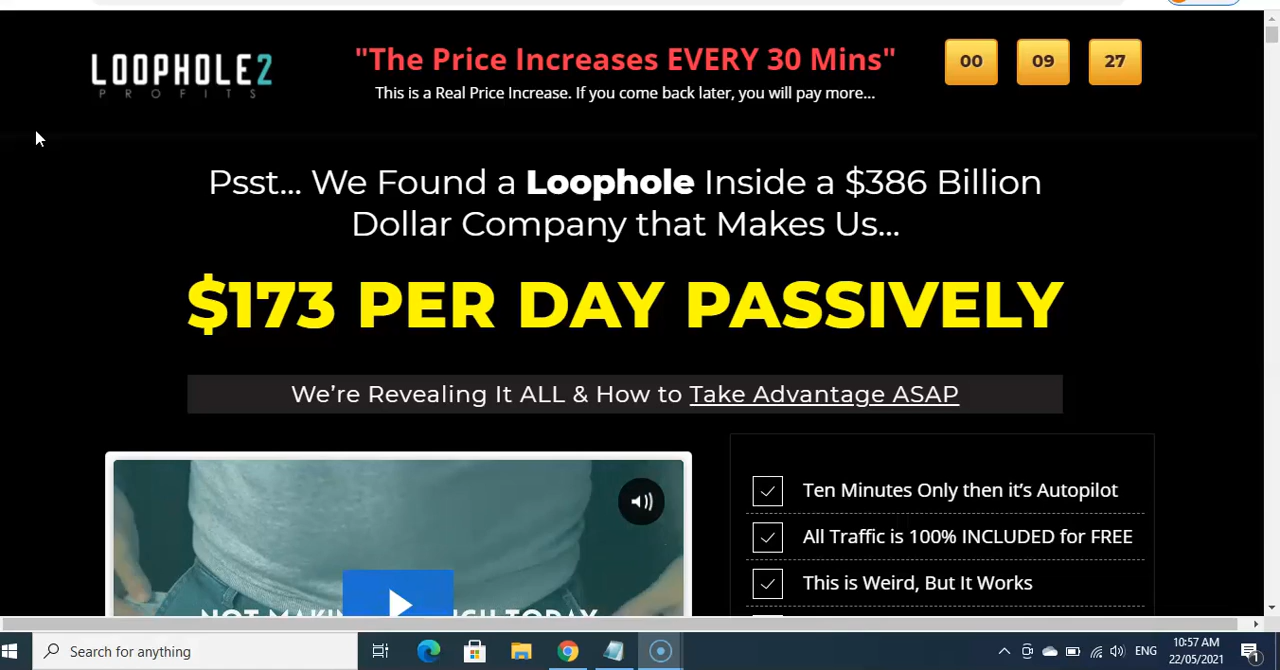 LOOPHOLE2
PROFITS
"The Price Increases EVERY 30 Mins"
This is a Real Price Increase. If you come back later, you will pay more...
00 09 27
Psst... We Found a Loophole Inside a $386 Billion
Dollar Company that Makes Us...
$173 PER DAY PASSIVELY
We're Revealing It ALL & How to Take Advantage ASAP
Ten Minutes Only then it's Autopilot
All Traffic is 100% INCLUDED for FREE
This is Weird, But It Works
TODAY
Search for anything
ENG
10:57 AM
22/05/2021
1